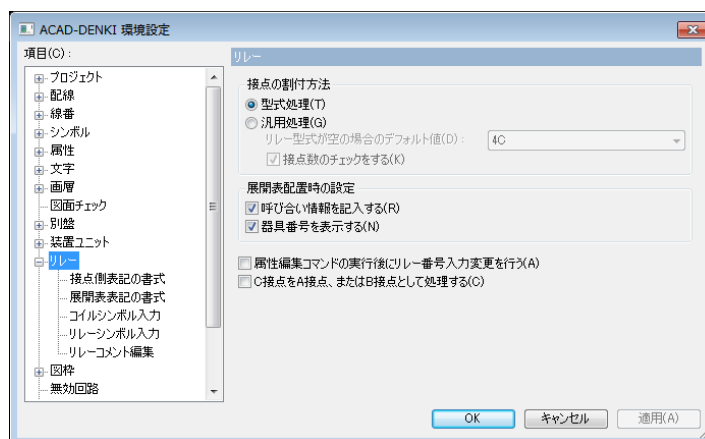 ACAD-DENKI 環境設定
項目(C):
プロジェクト
配線
線番
シンボル
属性
文字
画層
図面チェック
別盤
装置ユニット
リレー
接点側表記の書式
展開表表記の書式
コイルシンボル入力
リレーシンボル入力
リレーコメント編集
図枠
無効回路
リレー
接点の割付方法
型式処理(T)
汎用処理(G)
リレー型式が空の場合のデフォルト値(D): 4C
接点数のチェックをする(K)
展開表配置時の設定
呼び合い情報を記入する(R)
器具番号を表示する(N)
属性編集コマンドの実行後にリレー番号入力変更を行う(A)
C接点をA接点、またはB接点として処理する(C)
OK キャンセル 適用(A)